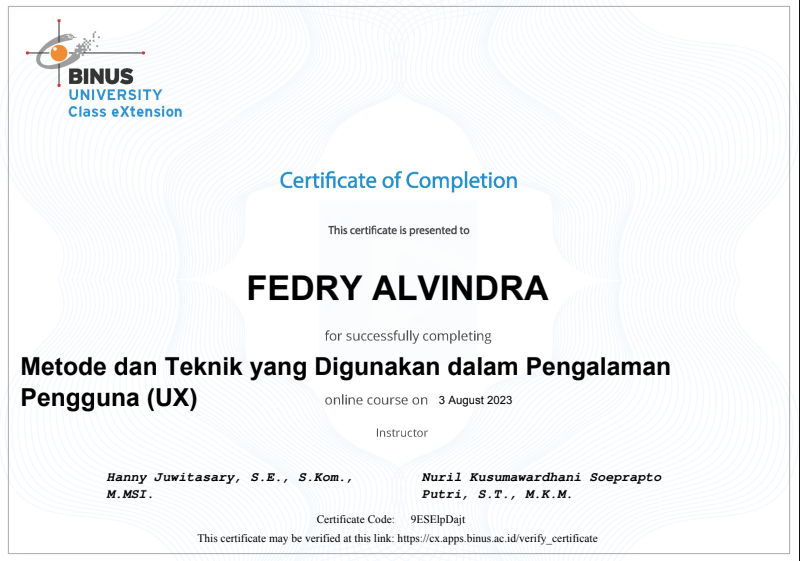 BINUS
UNIVERSITY
Class eXtension
Certificate of Completion
This certificate is presented to
FEDRY ALVINDRA
for successfully completing
Metode dan Teknik yang Digunakan dalam Pengalaman
Pengguna (UX)
online course on 3 August 2023
Instructor
Hanny Juwitasary, S.E., S.Kom., M.MSI.
Nuril Kusumawardhani Soeprapto Putri, S.T., M.K.M.
Certificate Code: 9ESElpDajt
This certificate may be verified at this link: https://cx.apps.binus.ac.id/verify_certificate